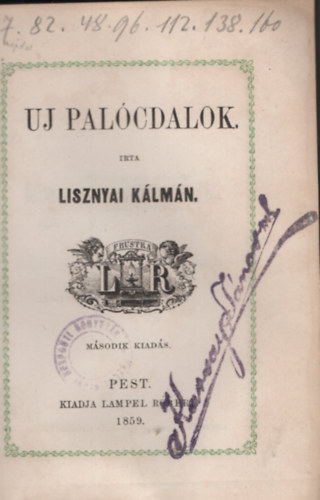 7. 82. 48. 96. 112. 138. 160
UJ PALÓCDALOK.
IRTA
LISZNYAI KÁLMÁN.
FRUSTRA
L R
MÁSODIK KIADÁS.
PEST.
KIADJA LAMPEL
1859.